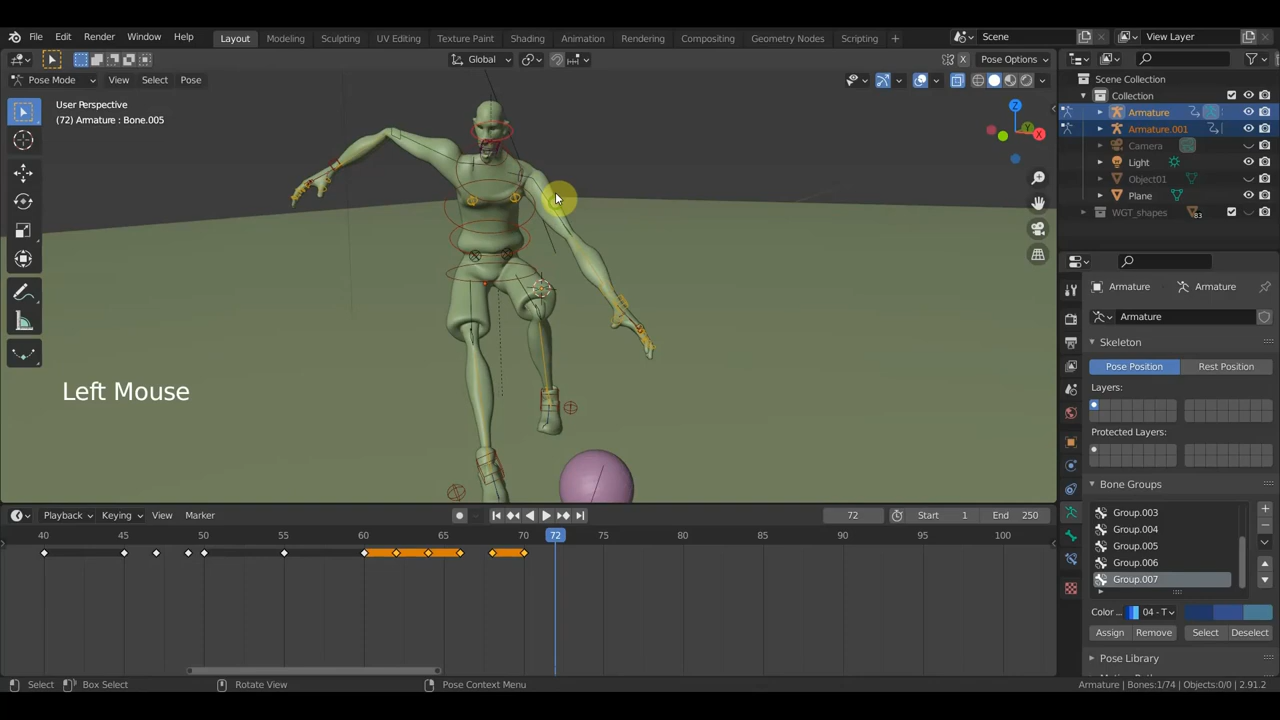 File Edit Render Window Help Layout Modeling Sculpting UV Editing Texture Paint Shading Animation Rendering Compositing Geometry Nodes Scripting + Scene View Layer
Global Pose Options
Pose Mode View Select Pose
User Perspective
(72) Armature : Bone.005
Z
Y
X
Scene Collection
Collection
Armature
Armature.001
Camera
Light
Object01
Plane
WGT_shapes 83
Armature Armature
Armature
Skeleton
Pose Position Rest Position
Layers:
Protected Layers:
Bone Groups
Group.003
Group.004
Group.005
Group.006
Group.007
Color ... 04 - T
Assign Remove Select Deselect
Pose Library
Left Mouse
Playback Keying View Marker 72 Start 1 End 250
40 45 50 55 60 65 70 72 75 80 85 90 95 100
Select Box Select Rotate View Pose Context Menu Armature | Bones:1/74 | Objects:0/0 | 2.91.2